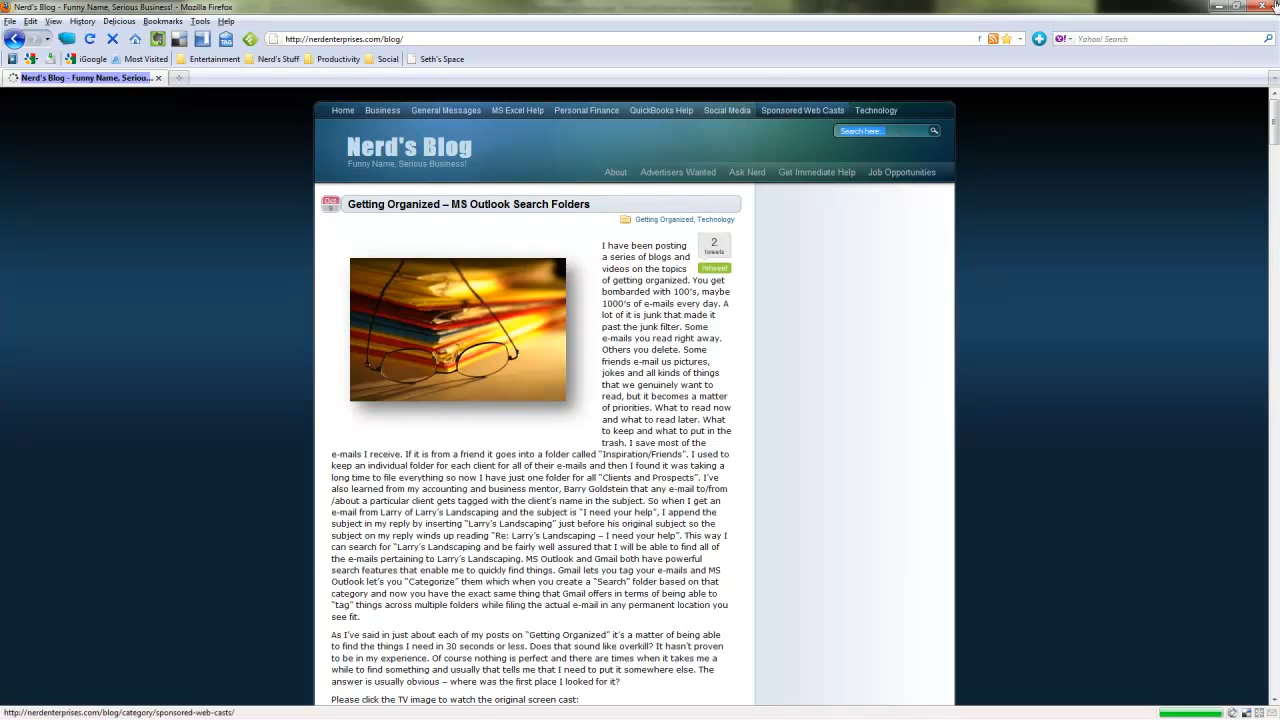 Nerd's Blog - Funny Name, Serious Business! - Mozilla Firefox
File Edit View History Delicious Bookmarks Tools Help
http://nerdenterprises.com/blog/
Yahoo! Search
iGoogle Most Visited Entertainment Nerd's Stuff Productivity Social Seth's Space
Nerd's Blog - Funny Name, Seriou...
Home Business General Messages MS Excel Help Personal Finance QuickBooks Help Social Media Sponsored Web Casts Technology
Search here...
Nerd's Blog
Funny Name, Serious Business!
About Advertisers Wanted Ask Nerd Get Immediate Help Job Opportunities
Oct
9
Getting Organized – MS Outlook Search Folders
Getting Organized, Technology
2
tweets
retweet
I have been posting
a series of blogs and
videos on the topics
of getting organized. You get
bombarded with 100's, maybe
1000's of e-mails every day. A
lot of it is junk that made it
past the junk filter. Some
e-mails you read right away.
Others you delete. Some
friends e-mail us pictures,
jokes and all kinds of things
that we genuinely want to
read, but it becomes a matter
of priorities. What to read now
and what to read later. What
to keep and what to put in the
trash. I save most of the
e-mails I receive. If it is from a friend it goes into a folder called "Inspiration/Friends". I used to
keep an individual folder for each client for all of their e-mails and then I found it was taking a
long time to file everything so now I have just one folder for all "Clients and Prospects". I've
also learned from my accounting and business mentor, Barry Goldstein that any e-mail to/from
/about a particular client gets tagged with the client's name in the subject. So when I get an
e-mail from Larry of Larry's Landscaping and the subject is "I need your help", I append the
subject in my reply by inserting "Larry's Landscaping" just before his original subject so the
subject on my reply winds up reading "Re: Larry's Landscaping – I need your help". This way I
can search for "Larry's Landscaping and be fairly well assured that I will be able to find all of
the e-mails pertaining to Larry's Landscaping. MS Outlook and Gmail both have powerful
search features that enable me to quickly find things. Gmail lets you tag your e-mails and MS
Outlook let's you "Categorize" them which when you create a "Search" folder based on that
category and now you have the exact same thing that Gmail offers in terms of being able to
"tag" things across multiple folders while filing the actual e-mail in any permanent location you
see fit.
As I've said in just about each of my posts on "Getting Organized" it's a matter of being able
to find the things I need in 30 seconds or less. Does that sound like overkill? It hasn't proven
to be in my experience. Of course nothing is perfect and there are times when it takes me a
while to find something and usually that tells me that I need to put it somewhere else. The
answer is usually obvious – where was the first place I looked for it?
Please click the TV image to watch the original screen cast:
http://nerdenterprises.com/blog/category/sponsored-web-casts/